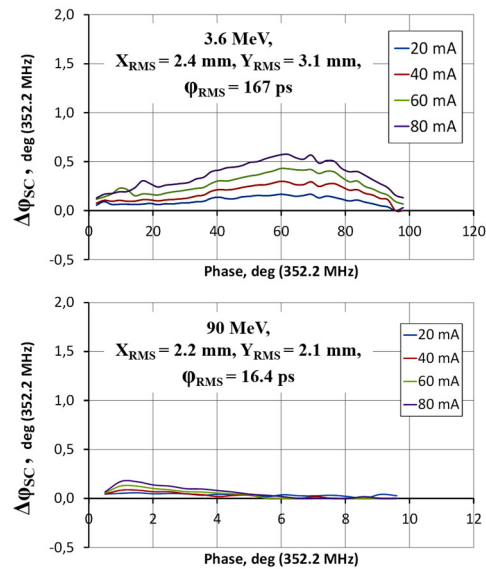 2,0
1,5
1,0
0,5
0,0
-0,5
ΔφSC , deg (352.2 MHz)
3.6 MeV,
XRMS = 2.4 mm, YRMS = 3.1 mm,
φRMS = 167 ps
20 mA
40 mA
60 mA
80 mA
0 20 40 60 80 100 120
Phase, deg (352.2 MHz)
2,0
1,5
1,0
0,5
0,0
-0,5
ΔφSC , deg (352.2 MHz)
90 MeV,
XRMS = 2.2 mm, YRMS = 2.1 mm,
φRMS = 16.4 ps
20 mA
40 mA
60 mA
80 mA
0 2 4 6 8 10 12
Phase, deg (352.2 MHz)